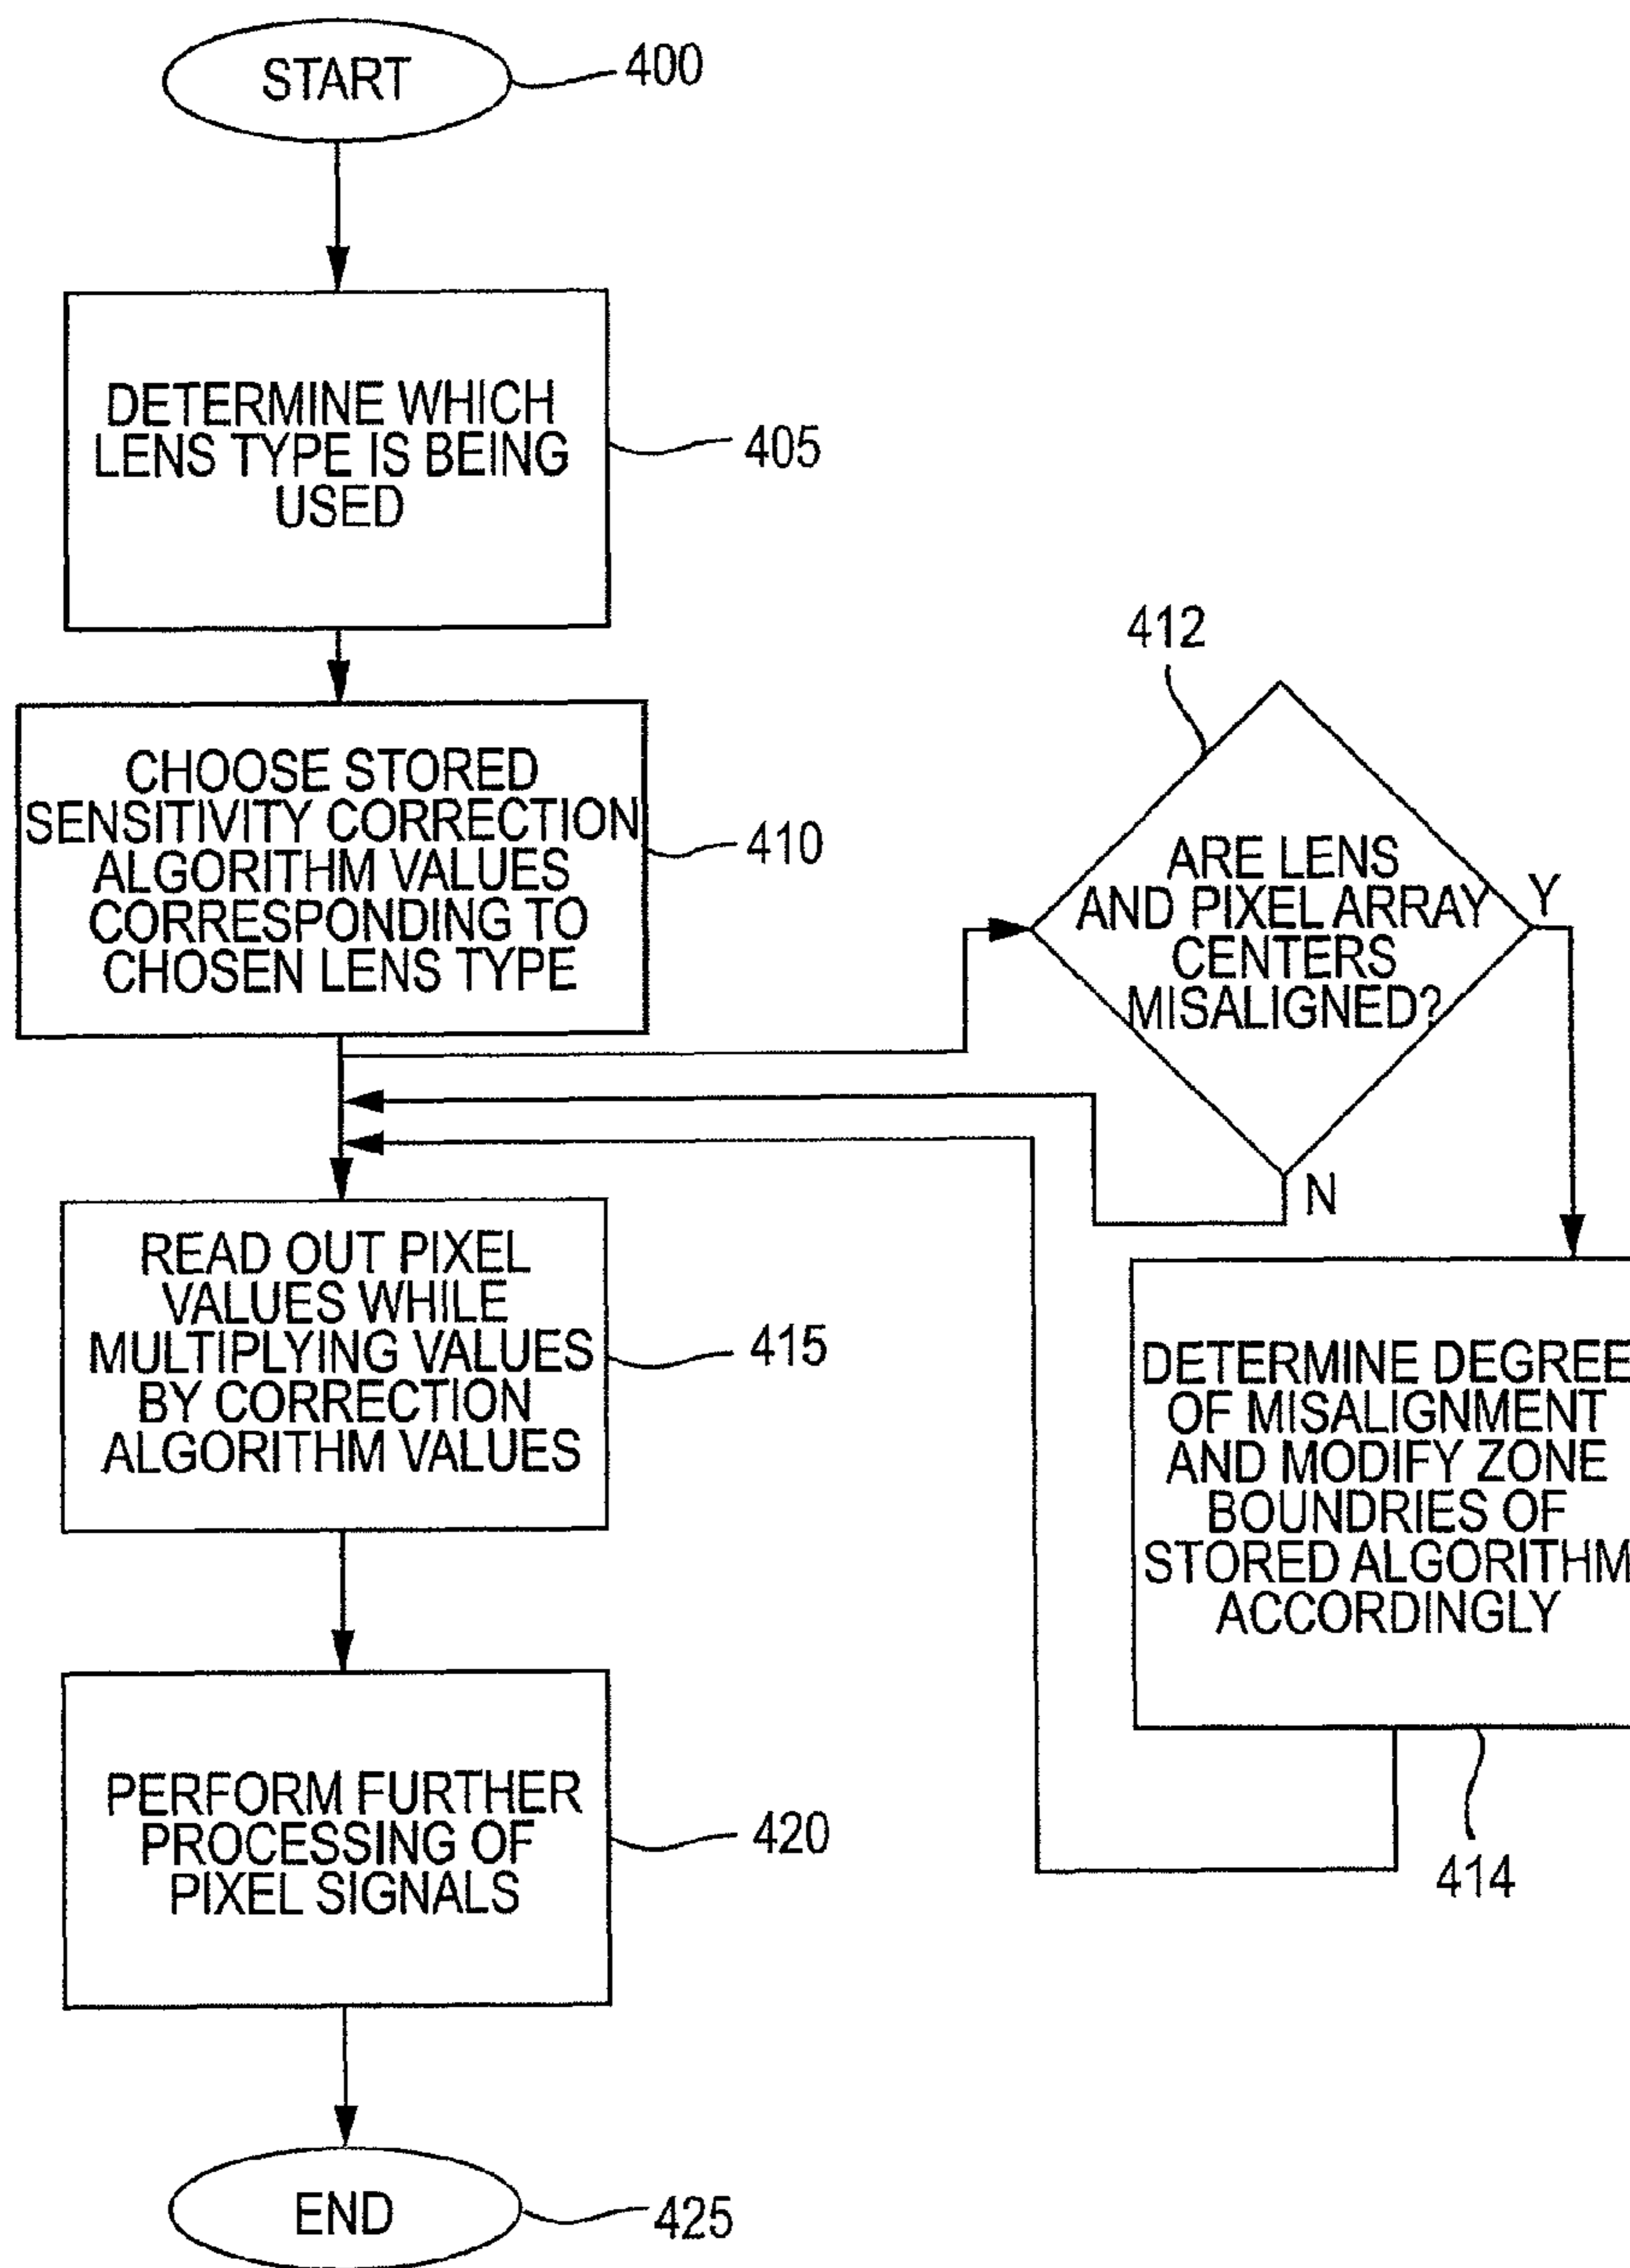 START
400
DETERMINE WHICH
LENS TYPE IS BEING
USED
405
CHOOSE STORED
SENSITIVITY CORRECTION
ALGORITHM VALUES
CORRESPONDING TO
CHOSEN LENS TYPE
410
412
ARE LENS
AND PIXEL ARRAY
CENTERS
MISALIGNED?
Y
N
READ OUT PIXEL
VALUES WHILE
MULTIPLYING VALUES
BY CORRECTION
ALGORITHM VALUES
415
DETERMINE DEGREE
OF MISALIGNMENT
AND MODIFY ZONE
BOUNDRIES OF
STORED ALGORITHM
ACCORDINGLY
414
PERFORM FURTHER
PROCESSING OF
PIXEL SIGNALS
420
END
425